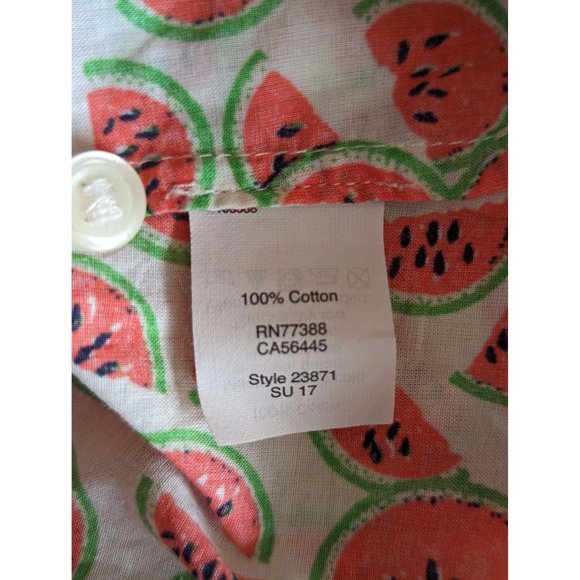 100% Cotton
RN77388
CA56445
Style 23871
SU 17